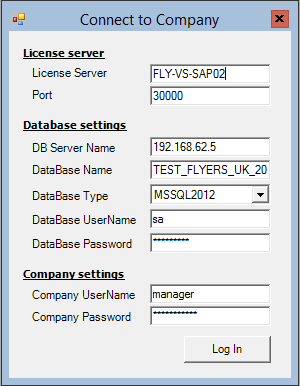 Connect to Company
License server
License Server FLY-VS-SAP02
Port 30000
Database settings
DB Server Name 192.168.62.5
DataBase Name TEST_FLYERS_UK_20
DataBase Type MSSQL2012
DataBase UserName sa
DataBase Password *********
Company settings
Company UserName manager
Company Password ***********
Log In